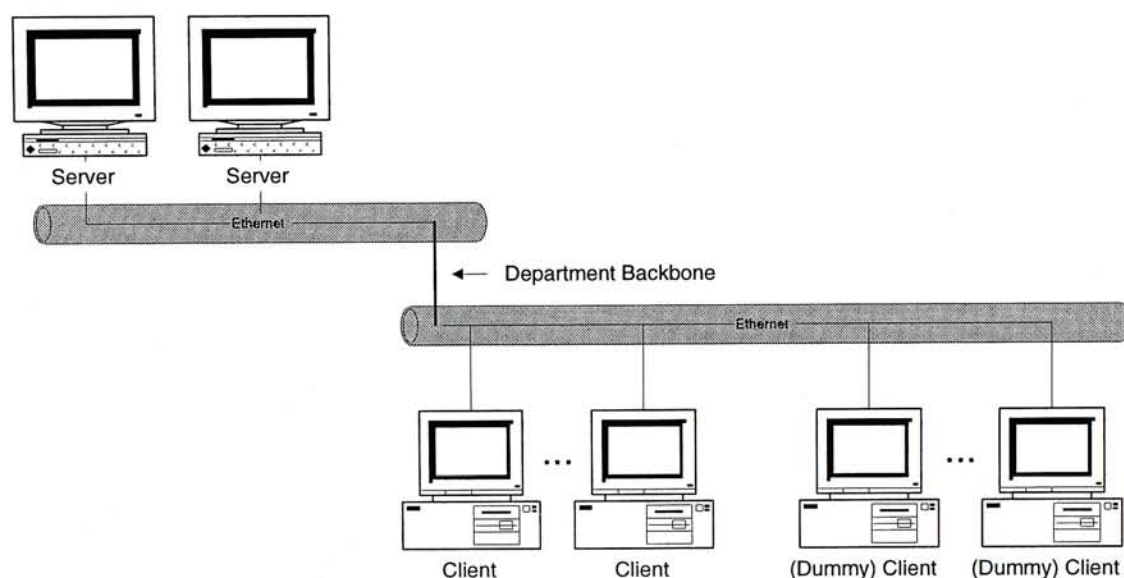 Server Server
Ethernet
Department Backbone
Ethernet
...
...
Client Client (Dummy) Client (Dummy) Client